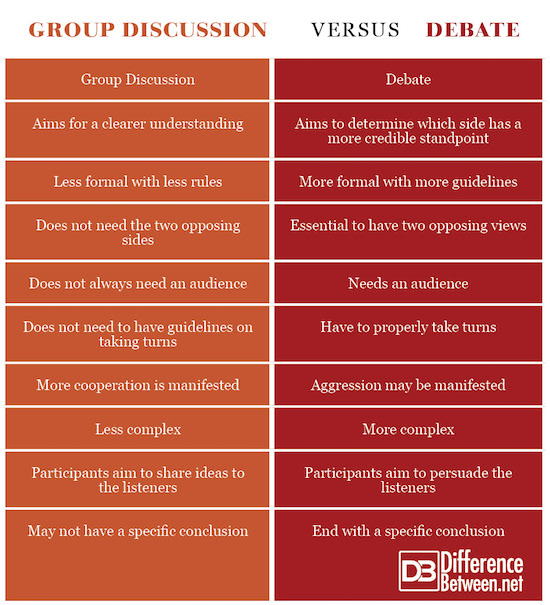 GROUP DISCUSSION VERSUS DEBATE
Group Discussion
Debate
Aims for a clearer understanding
Aims to determine which side has a
more credible standpoint
Less formal with less rules
More formal with more guidelines
Does not need the two opposing
sides
Essential to have two opposing views
Does not always need an audience
Needs an audience
Does not need to have guidelines on
taking turns
Have to properly take turns
More cooperation is manifested
Aggression may be manifested
Less complex
More complex
Participants aim to share ideas to
the listeners
Participants aim to persuade the
listeners
May not have a specific conclusion
End with a specific conclusion
DB Difference
Between.net